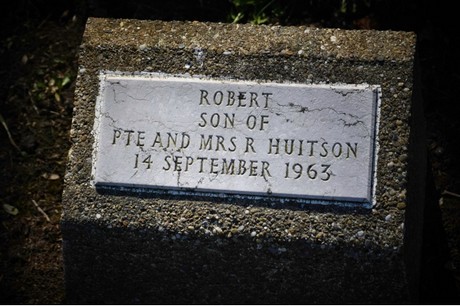 ROBERT
SON OF
PTE AND MRS R HUITSON
14 SEPTEMBER 1963